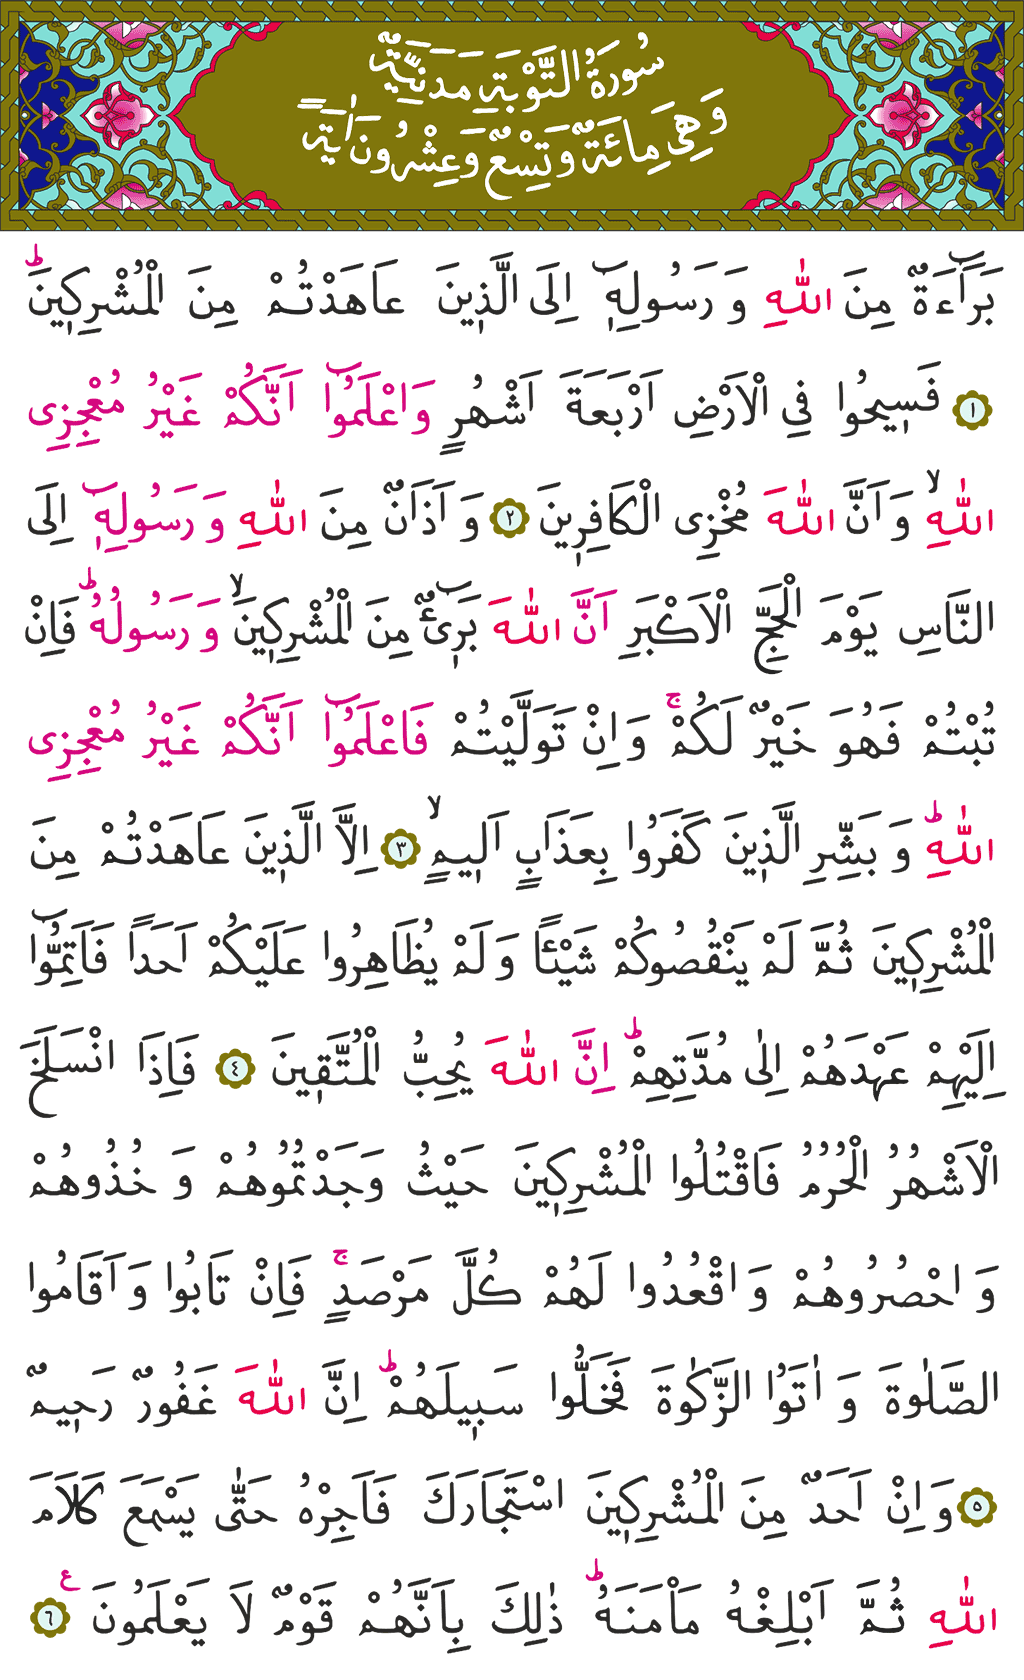 سُورَةُ التَّوْبَةِ مَدَنِيَّةٌ
وَهِىَ مِائَةٌ وَتِسْعٌ وَعِشْرُونَ اٰيَةً
بَرَٓاءَةٌ مِنَ اللّٰهِ وَرَسُولِهٖٓ اِلَى الَّذٖينَ عَاهَدْتُمْ مِنَ الْمُشْرِكٖينَؕ
﴿١﴾ فَسٖيحُوا فِى الْاَرْضِ اَرْبَعَةَ اَشْهُرٍ وَاعْلَمُٓوا اَنَّكُمْ غَيْرُ مُعْجِزِى
اللّٰهِۙ وَاَنَّ اللّٰهَ مُخْزِى الْكَافِرٖينَ ﴿٢﴾ وَاَذَانٌ مِنَ اللّٰهِ وَرَسُولِهٖٓ اِلَى
النَّاسِ يَوْمَ الْحَجِّ الْاَكْبَرِ اَنَّ اللّٰهَ بَرٖٓئٌ مِنَ الْمُشْرِكٖينَۙ وَرَسُولُهُؕ فَاِنْ
تُبْتُمْ فَهُوَ خَيْرٌ لَكُمْۚ وَاِنْ تَوَلَّيْتُمْ فَاعْلَمُٓوا اَنَّكُمْ غَيْرُ مُعْجِزِى
اللّٰهِؕ وَبَشِّرِ الَّذٖينَ كَفَرُوا بِعَذَابٍ اَلٖيمٍۙ ﴿٣﴾ اِلَّا الَّذٖينَ عَاهَدْتُمْ مِنَ
الْمُشْرِكٖينَ ثُمَّ لَمْ يَنْقُصُوكُمْ شَيْئًا وَلَمْ يُظَاهِرُوا عَلَيْكُمْ اَحَدًا فَاَتِمُّٓوا
اِلَيْهِمْ عَهْدَهُمْ اِلٰى مُدَّتِهِمْؕ اِنَّ اللّٰهَ يُحِبُّ الْمُتَّقٖينَ ﴿٤﴾ فَاِذَا انْسَلَخَ
الْاَشْهُرُ الْحُرُمُ فَاقْتُلُوا الْمُشْرِكٖينَ حَيْثُ وَجَدْتُمُوهُمْ وَخُذُوهُمْ
وَاحْصُرُوهُمْ وَاقْعُدُوا لَهُمْ كُلَّ مَرْصَدٍۚ فَاِنْ تَابُوا وَاَقَامُوا
الصَّلٰوةَ وَاٰتَوُا الزَّكٰوةَ فَخَلُّوا سَبٖيلَهُمْؕ اِنَّ اللّٰهَ غَفُورٌ رَحٖيمٌ
﴿٥﴾ وَاِنْ اَحَدٌ مِنَ الْمُشْرِكٖينَ اسْتَجَارَكَ فَاَجِرْهُ حَتّٰى يَسْمَعَ كَلَامَ
اللّٰهِ ثُمَّ اَبْلِغْهُ مَاْمَنَهُؕ ذٰلِكَ بِاَنَّهُمْ قَوْمٌ لَا يَعْلَمُونَ ع ﴿٦﴾